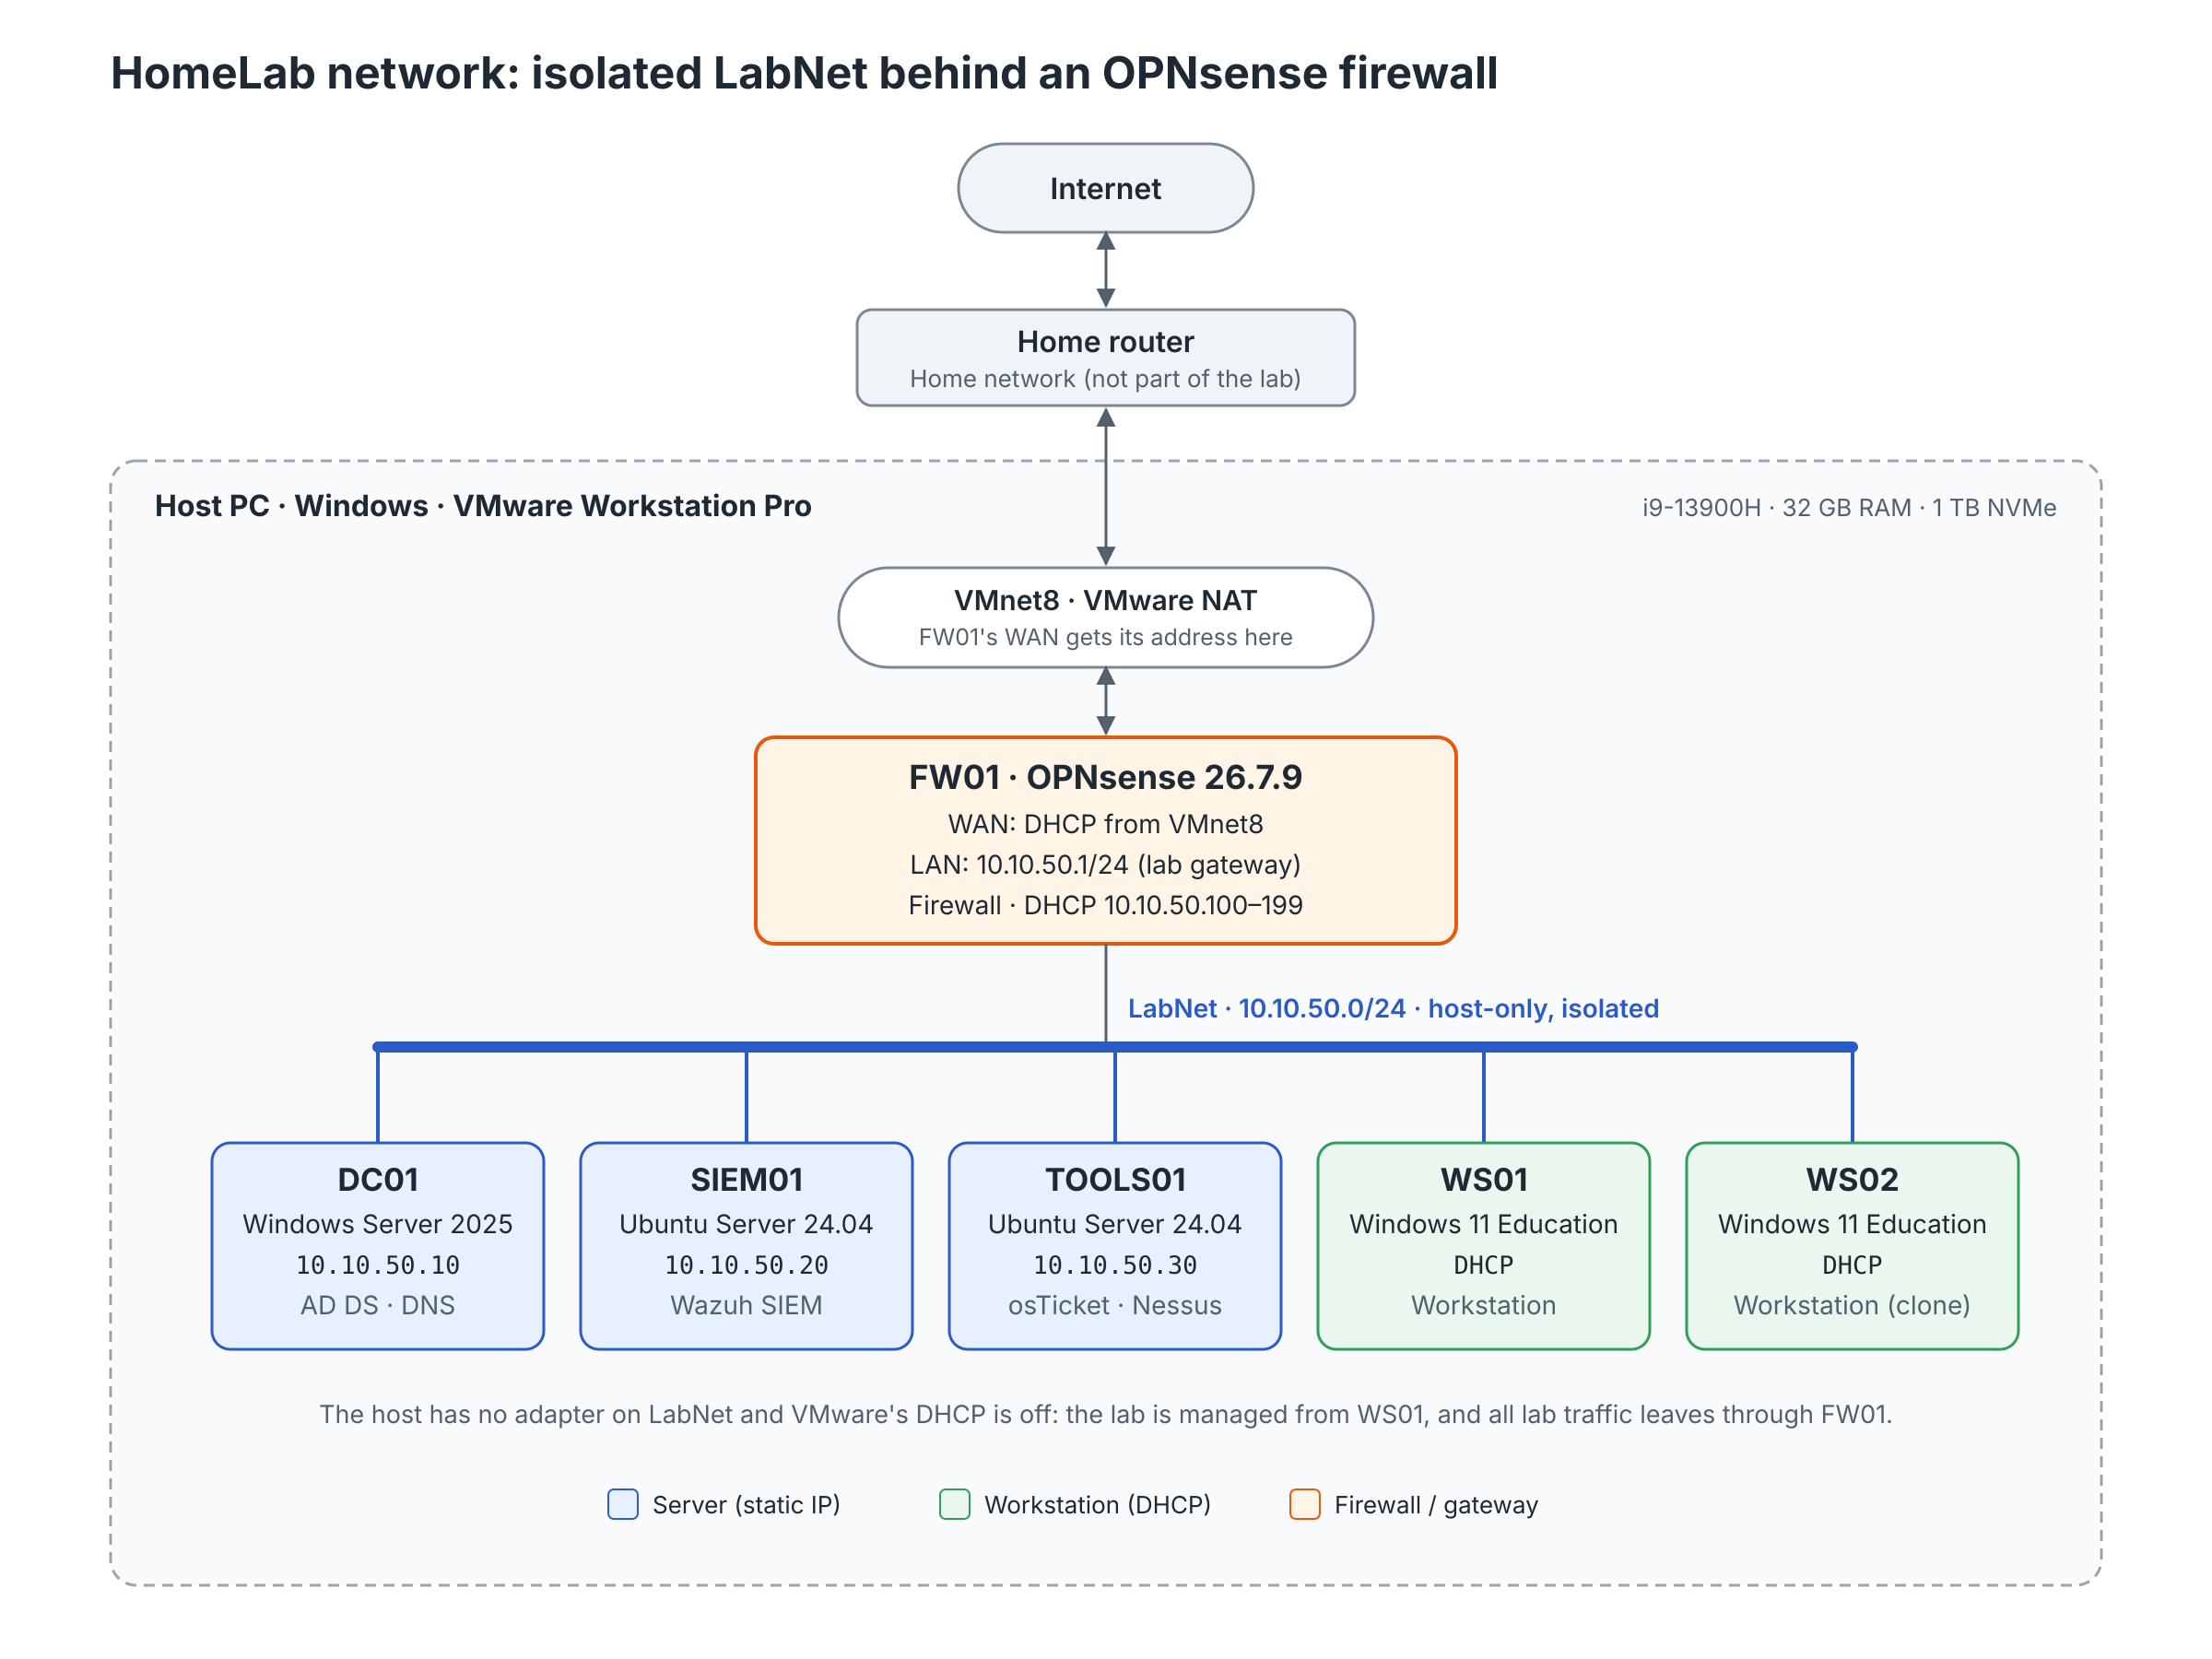 HomeLab network: isolated LabNet behind an OPNsense firewall
Internet
Home router
Home network (not part of the lab)
Host PC · Windows · VMware Workstation Pro
i9-13900H · 32 GB RAM · 1 TB NVMe
VMnet8 · VMware NAT
FW01's WAN gets its address here
FW01 · OPNsense 26.7.9
WAN: DHCP from VMnet8
LAN: 10.10.50.1/24 (lab gateway)
Firewall · DHCP 10.10.50.100–199
LabNet · 10.10.50.0/24 · host-only, isolated
DC01
Windows Server 2025
10.10.50.10
AD DS · DNS
SIEM01
Ubuntu Server 24.04
10.10.50.20
Wazuh SIEM
TOOLS01
Ubuntu Server 24.04
10.10.50.30
osTicket · Nessus
WS01
Windows 11 Education
DHCP
Workstation
WS02
Windows 11 Education
DHCP
Workstation (clone)
The host has no adapter on LabNet and VMware's DHCP is off: the lab is managed from WS01, and all lab traffic leaves through FW01.
Server (static IP)
Workstation (DHCP)
Firewall / gateway